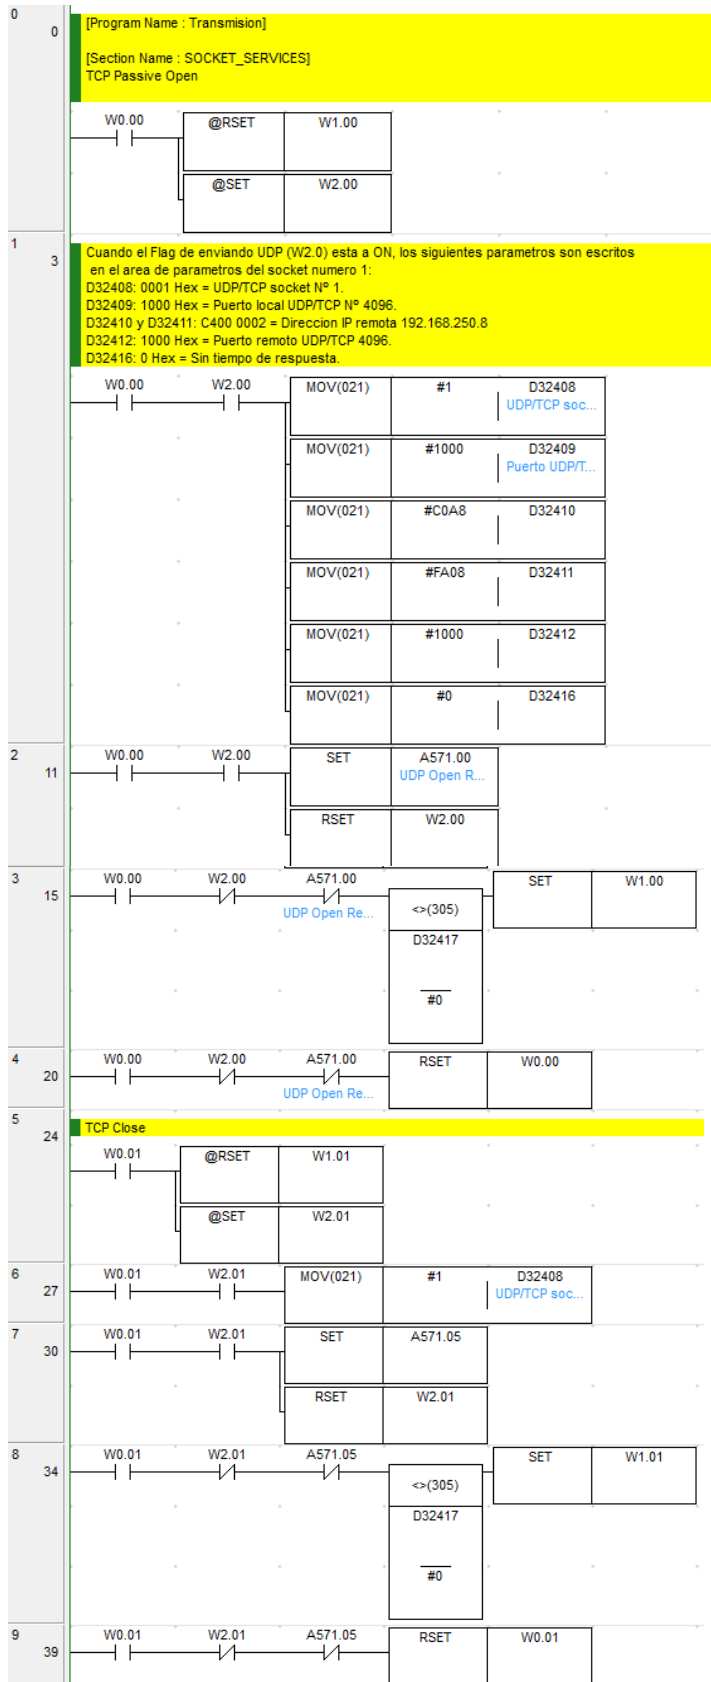 0
0
[Program Name : Transmision]
[Section Name : SOCKET_SERVICES]
TCP Passive Open
W0.00
@RSET W1.00
@SET W2.00
1
3
Cuando el Flag de enviando UDP (W2.0) esta a ON, los siguientes parametros son escritos
en el area de parametros del socket numero 1:
D32408: 0001 Hex = UDP/TCP socket Nº 1.
D32409: 1000 Hex = Puerto local UDP/TCP Nº 4096.
D32410 y D32411: C400 0002 = Direccion IP remota 192.168.250.8
D32412: 1000 Hex = Puerto remoto UDP/TCP 4096.
D32416: 0 Hex = Sin tiempo de respuesta.
W0.00 W2.00 MOV(021) #1 D32408
UDP/TCP soc...
MOV(021) #1000 D32409
Puerto UDP/T...
MOV(021) #C0A8 D32410
MOV(021) #FA08 D32411
MOV(021) #1000 D32412
MOV(021) #0 D32416
2
11
W0.00 W2.00 SET A571.00
UDP Open R...
RSET W2.00
3
15
W0.00 W2.00 A571.00 SET W1.00
UDP Open Re...
<>(305)
D32417
#0
4
20
W0.00 W2.00 A571.00 RSET W0.00
UDP Open Re...
5
24
TCP Close
W0.01 @RSET W1.01
@SET W2.01
6
27
W0.01 W2.01 MOV(021) #1 D32408
UDP/TCP soc...
7
30
W0.01 W2.01 SET A571.05
RSET W2.01
8
34
W0.01 W2.01 A571.05 SET W1.01
<>(305)
D32417
#0
9
39
W0.01 W2.01 A571.05 RSET W0.01